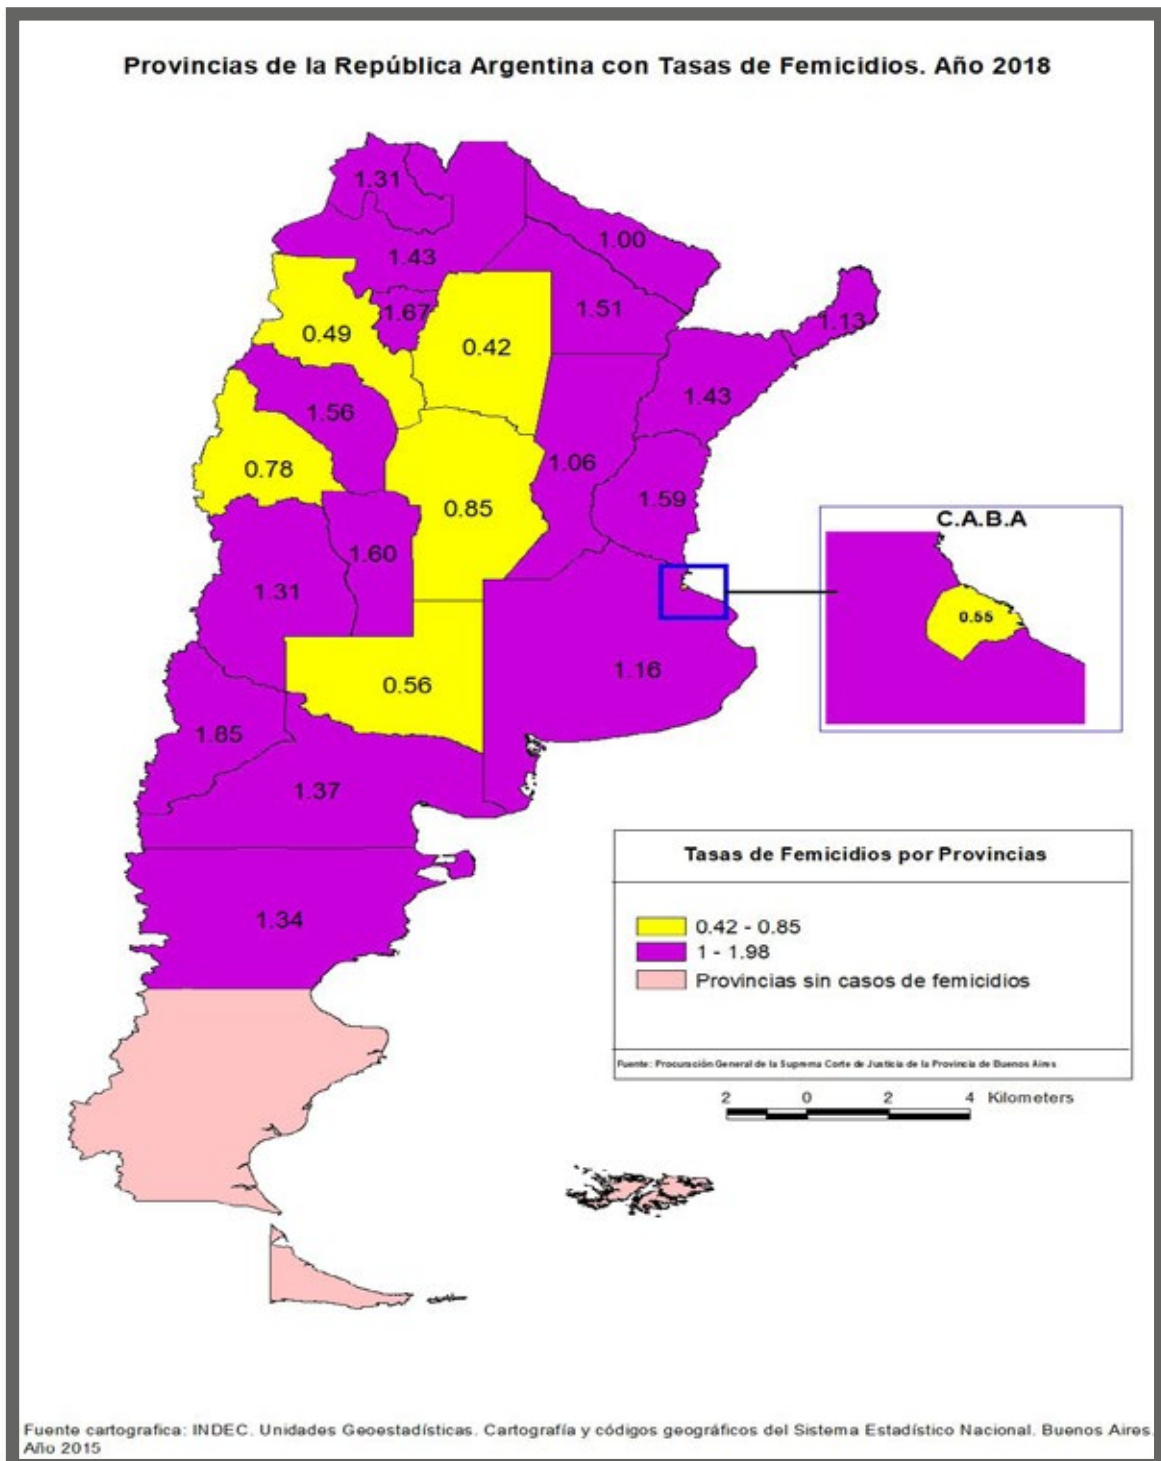 Provincias de la República Argentina con Tasas de Femicidios. Año 2018
1.31
1.00
1.43
1.51
1.67
1.13
0.49
0.42
1.43
1.56
1.06
0.78
1.59
0.85
C.A.B.A
1.60
1.31
0.55
1.16
0.56
1.85
1.37
Tasas de Femicidios por Provincias
1.34
0.42 - 0.85
1 - 1.98
Provincias sin casos de femicidios
Fuente: Procuración General de la Suprema Corte de Justicia de la Provincia de Buenos Aires
2 0 2 4 Kilometers
Fuente cartografica: INDEC. Unidades Geoestadísticas. Cartografía y códigos geográficos del Sistema Estadístico Nacional. Buenos Aires.
Año 2015